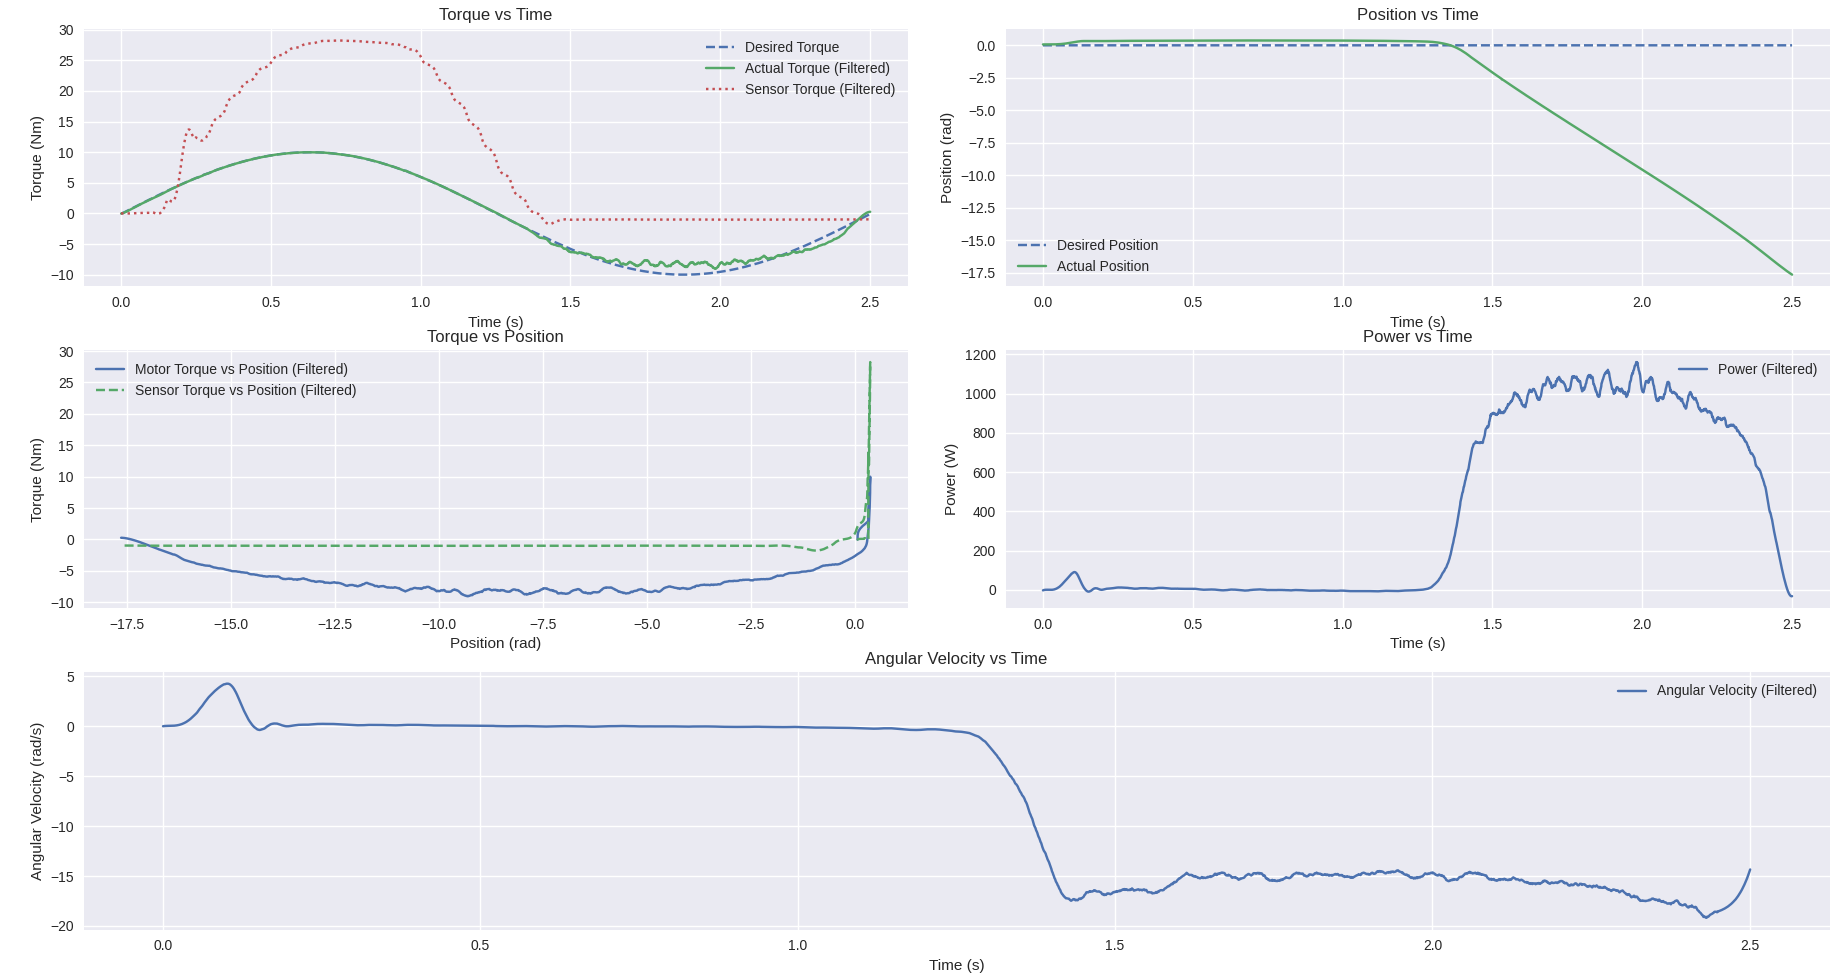 Torque vs Time
30
25
20
15
10
5
0
−5
−10
Torque (Nm)
Desired Torque
Actual Torque (Filtered)
Sensor Torque (Filtered)
0.0 0.5 1.0 1.5 2.0 2.5
Time (s)
Position vs Time
0.0
−2.5
−5.0
−7.5
−10.0
−12.5
−15.0
−17.5
Position (rad)
Desired Position
Actual Position
0.0 0.5 1.0 1.5 2.0 2.5
Time (s)
Torque vs Position
30
25
20
15
10
5
0
−5
−10
Torque (Nm)
Motor Torque vs Position (Filtered)
Sensor Torque vs Position (Filtered)
−17.5 −15.0 −12.5 −10.0 −7.5 −5.0 −2.5 0.0
Position (rad)
Power vs Time
1200
1000
800
600
400
200
0
Power (W)
Power (Filtered)
0.0 0.5 1.0 1.5 2.0 2.5
Time (s)
Angular Velocity vs Time
5
0
−5
−10
−15
−20
Angular Velocity (rad/s)
Angular Velocity (Filtered)
0.0 0.5 1.0 1.5 2.0 2.5
Time (s)